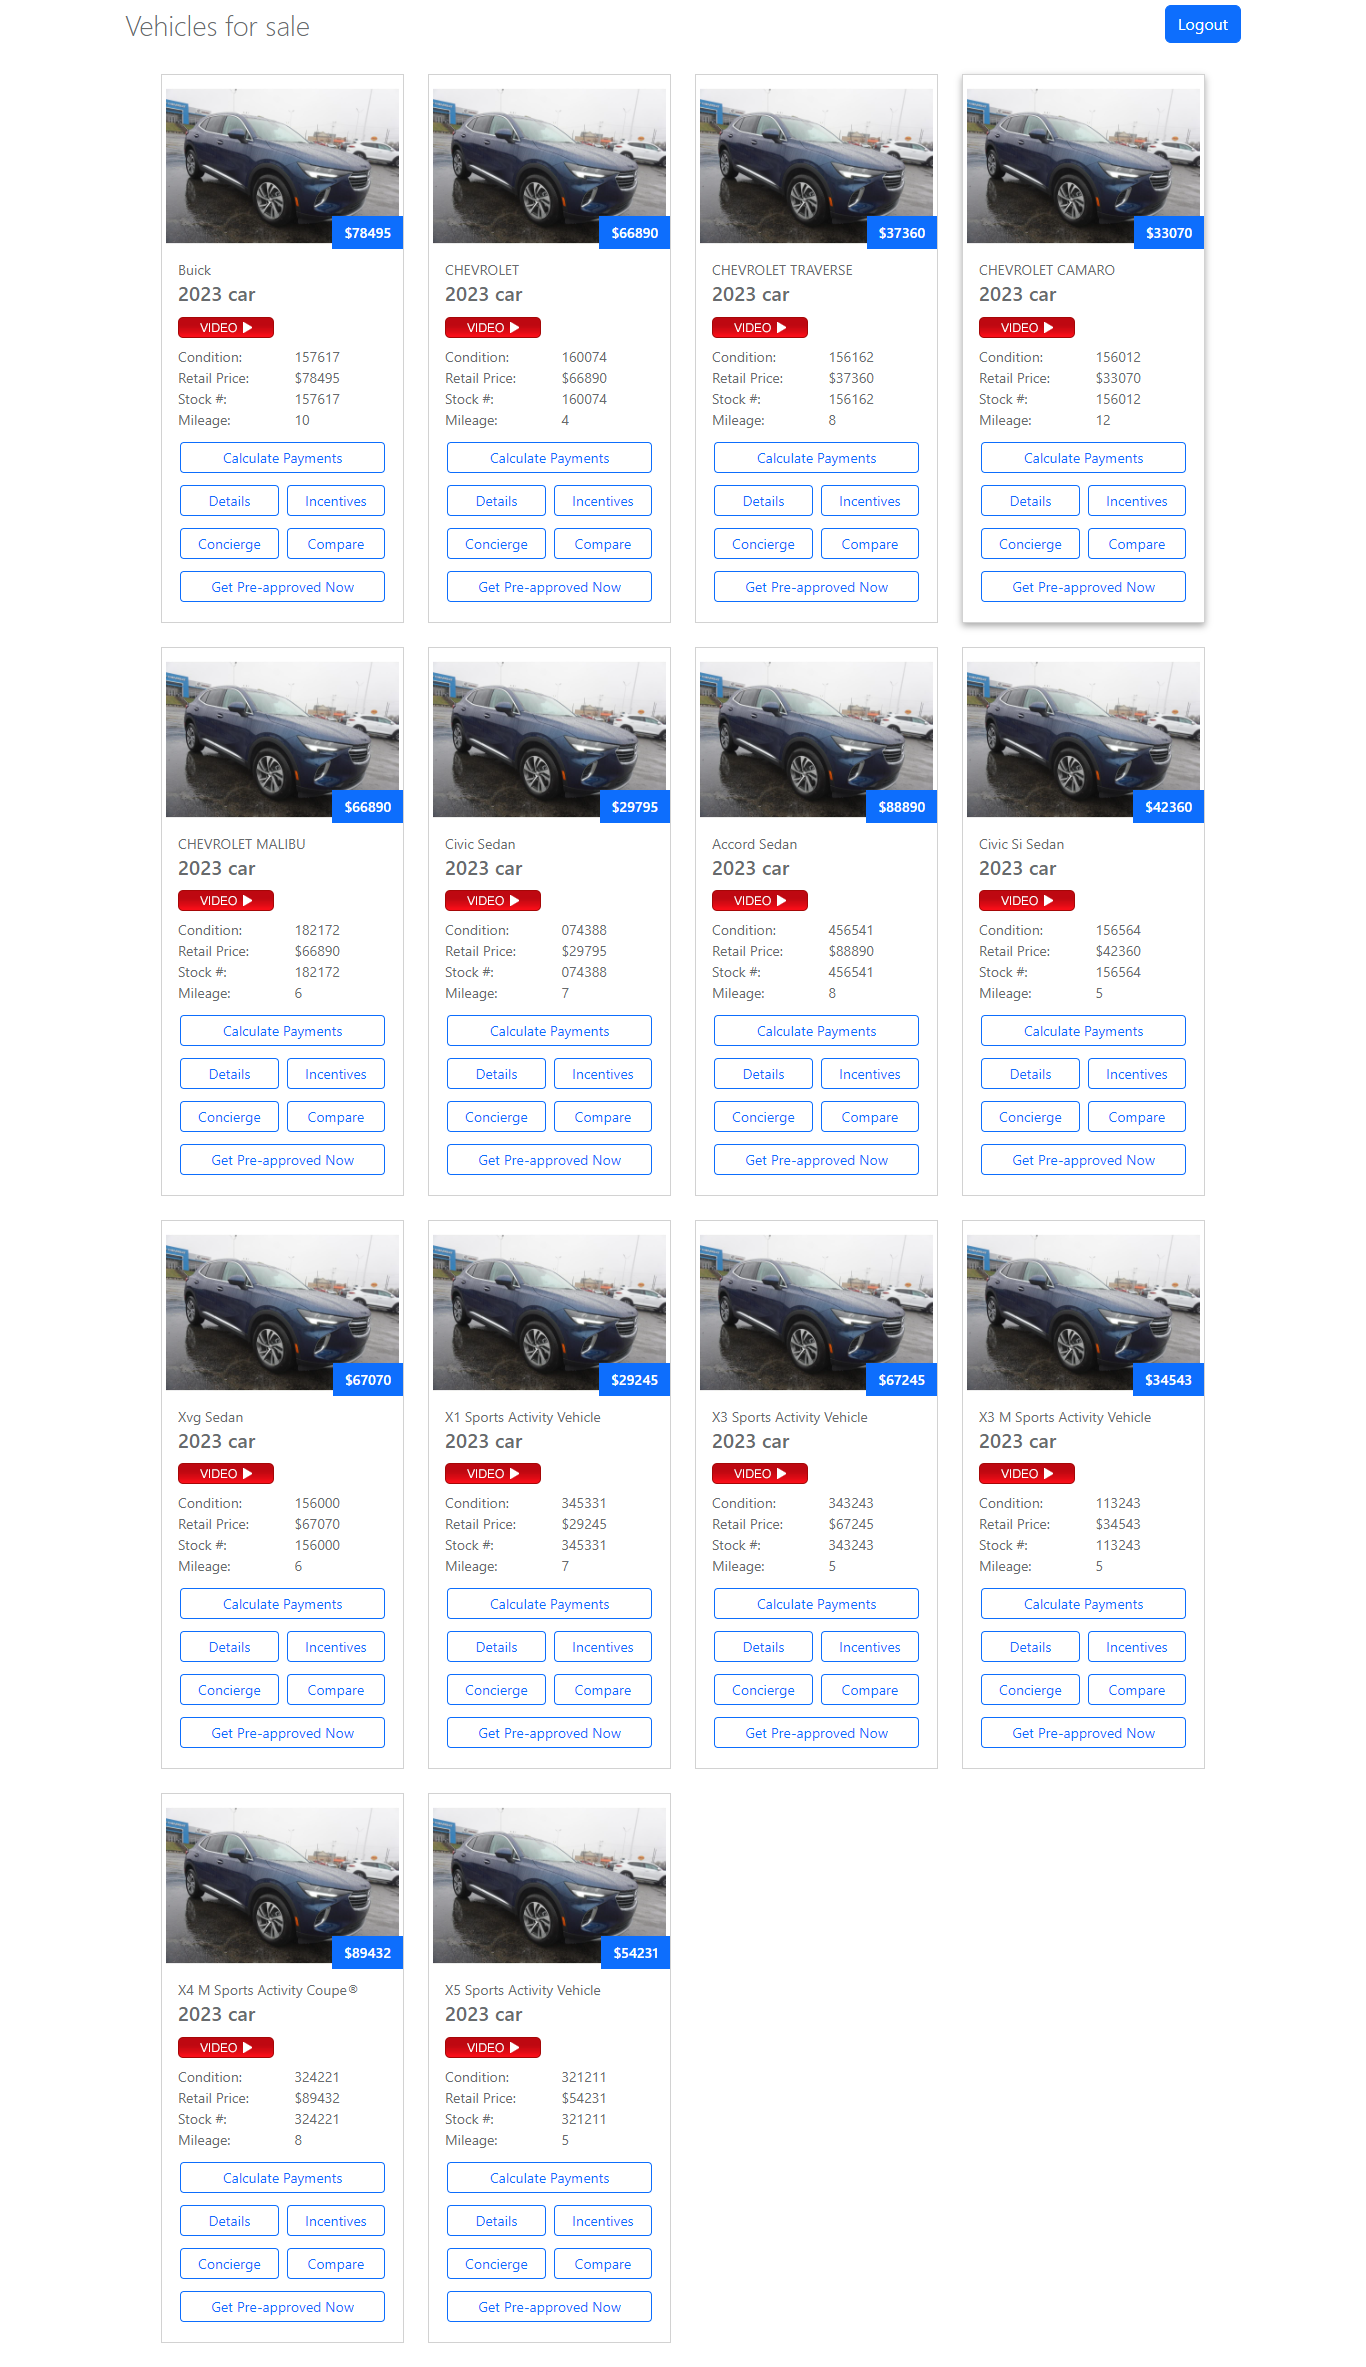 Vehicles for sale
Logout
$78495
Buick
2023 car
VIDEO
Condition: 157617
Retail Price: $78495
Stock #: 157617
Mileage: 10
Calculate Payments
Details Incentives
Concierge Compare
Get Pre-approved Now
$66890
CHEVROLET
2023 car
VIDEO
Condition: 160074
Retail Price: $66890
Stock #: 160074
Mileage: 4
Calculate Payments
Details Incentives
Concierge Compare
Get Pre-approved Now
$37360
CHEVROLET TRAVERSE
2023 car
VIDEO
Condition: 156162
Retail Price: $37360
Stock #: 156162
Mileage: 8
Calculate Payments
Details Incentives
Concierge Compare
Get Pre-approved Now
$33070
CHEVROLET CAMARO
2023 car
VIDEO
Condition: 156012
Retail Price: $33070
Stock #: 156012
Mileage: 12
Calculate Payments
Details Incentives
Concierge Compare
Get Pre-approved Now
$66890
CHEVROLET MALIBU
2023 car
VIDEO
Condition: 182172
Retail Price: $66890
Stock #: 182172
Mileage: 6
Calculate Payments
Details Incentives
Concierge Compare
Get Pre-approved Now
$29795
Civic Sedan
2023 car
VIDEO
Condition: 074388
Retail Price: $29795
Stock #: 074388
Mileage: 7
Calculate Payments
Details Incentives
Concierge Compare
Get Pre-approved Now
$88890
Accord Sedan
2023 car
VIDEO
Condition: 456541
Retail Price: $88890
Stock #: 456541
Mileage: 8
Calculate Payments
Details Incentives
Concierge Compare
Get Pre-approved Now
$42360
Civic Si Sedan
2023 car
VIDEO
Condition: 156564
Retail Price: $42360
Stock #: 156564
Mileage: 5
Calculate Payments
Details Incentives
Concierge Compare
Get Pre-approved Now
$67070
Xvg Sedan
2023 car
VIDEO
Condition: 156000
Retail Price: $67070
Stock #: 156000
Mileage: 6
Calculate Payments
Details Incentives
Concierge Compare
Get Pre-approved Now
$29245
X1 Sports Activity Vehicle
2023 car
VIDEO
Condition: 345331
Retail Price: $29245
Stock #: 345331
Mileage: 7
Calculate Payments
Details Incentives
Concierge Compare
Get Pre-approved Now
$67245
X3 Sports Activity Vehicle
2023 car
VIDEO
Condition: 343243
Retail Price: $67245
Stock #: 343243
Mileage: 5
Calculate Payments
Details Incentives
Concierge Compare
Get Pre-approved Now
$34543
X3 M Sports Activity Vehicle
2023 car
VIDEO
Condition: 113243
Retail Price: $34543
Stock #: 113243
Mileage: 5
Calculate Payments
Details Incentives
Concierge Compare
Get Pre-approved Now
$89432
X4 M Sports Activity Coupe®
2023 car
VIDEO
Condition: 324221
Retail Price: $89432
Stock #: 324221
Mileage: 8
Calculate Payments
Details Incentives
Concierge Compare
Get Pre-approved Now
$54231
X5 Sports Activity Vehicle
2023 car
VIDEO
Condition: 321211
Retail Price: $54231
Stock #: 321211
Mileage: 5
Calculate Payments
Details Incentives
Concierge Compare
Get Pre-approved Now